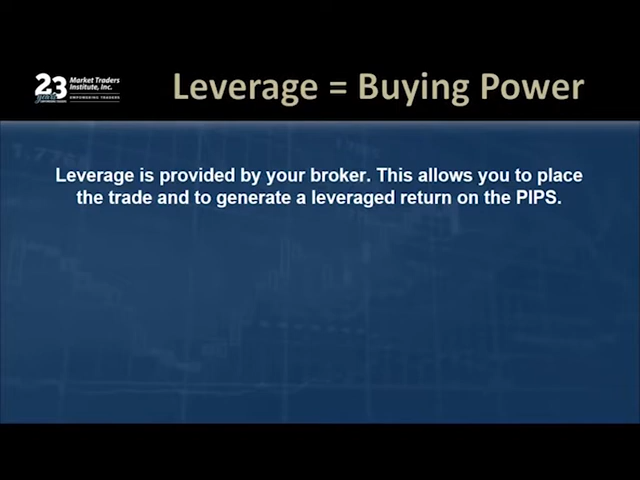 23
years
Market Traders
Institute, Inc.
EMPOWERING TRADERS
Leverage = Buying Power
Leverage is provided by your broker. This allows you to place
the trade and to generate a leveraged return on the PIPS.